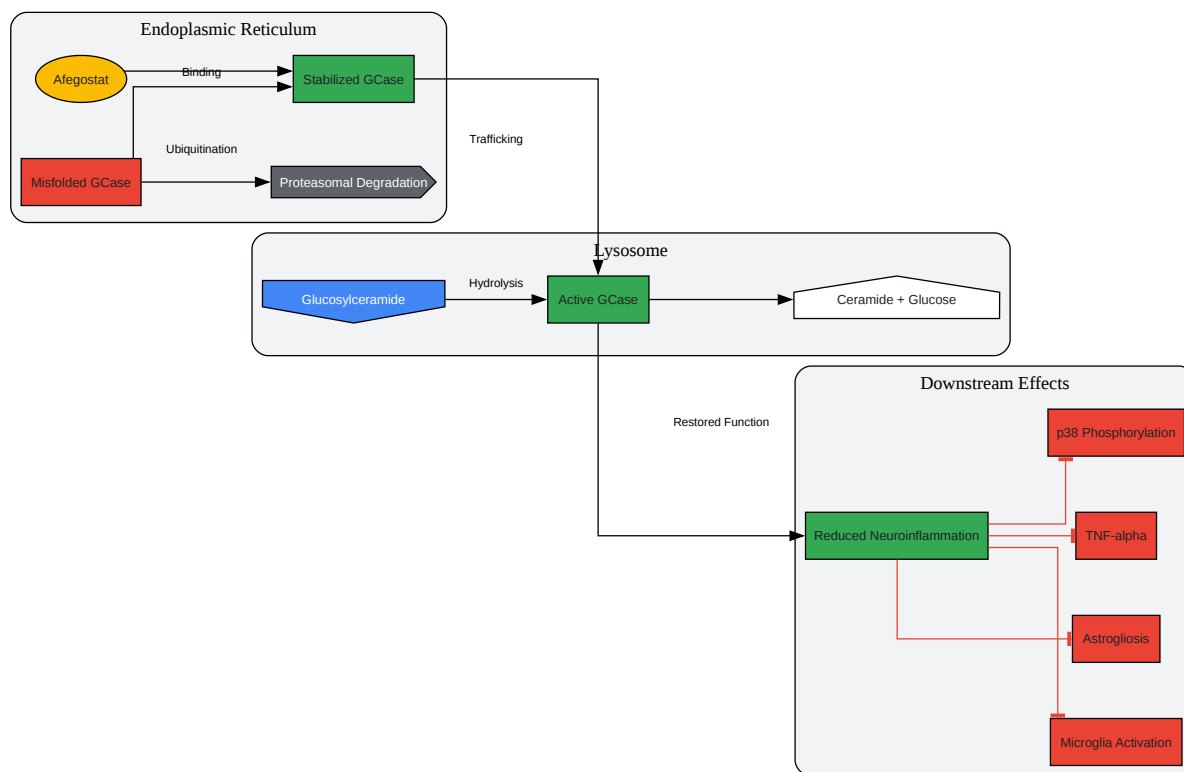 Endoplasmic Reticulum
Afegostat
Binding
Stabilized GCase
Ubiquitination
Trafficking
Misfolded GCase
Proteasomal Degradation
Lysosome
Glucosylceramide
Hydrolysis
Active GCase
Ceramide + Glucose
Downstream Effects
Restored Function
p38 Phosphorylation
Reduced Neuroinflammation
TNF-alpha
Astrogliosis
Microglia Activation